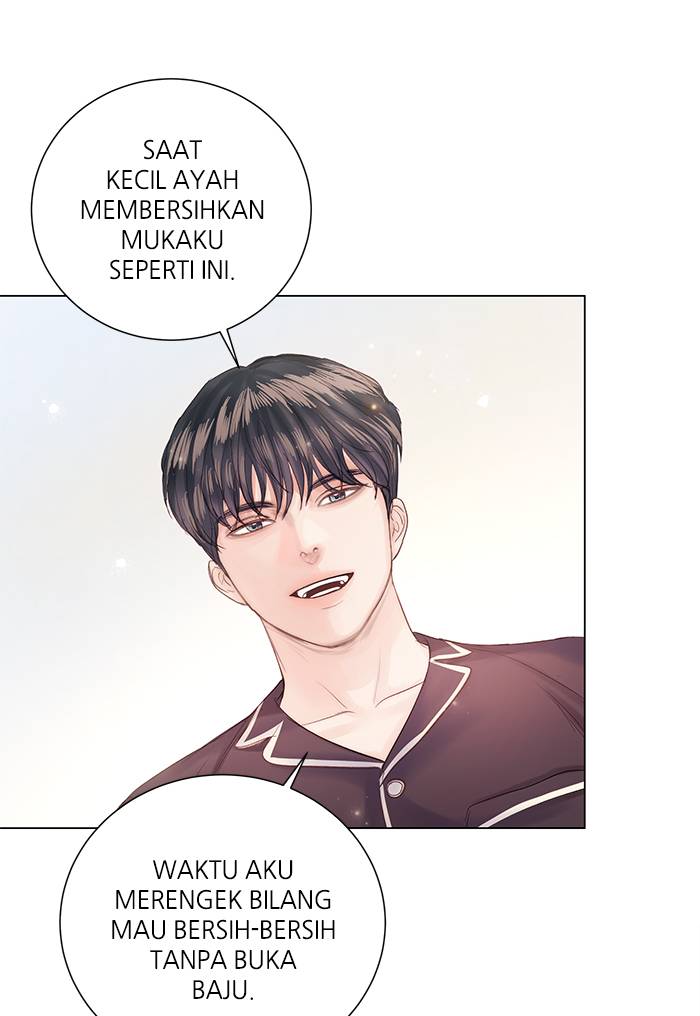 SAAT
KECIL AYAH
MEMBERSIHKAN
MUKAKU
SEPERTI INI.
WAKTU AKU
MERENGEK BILANG
MAU BERSIH-BERSIH
TANPA BUKA
BAJU.